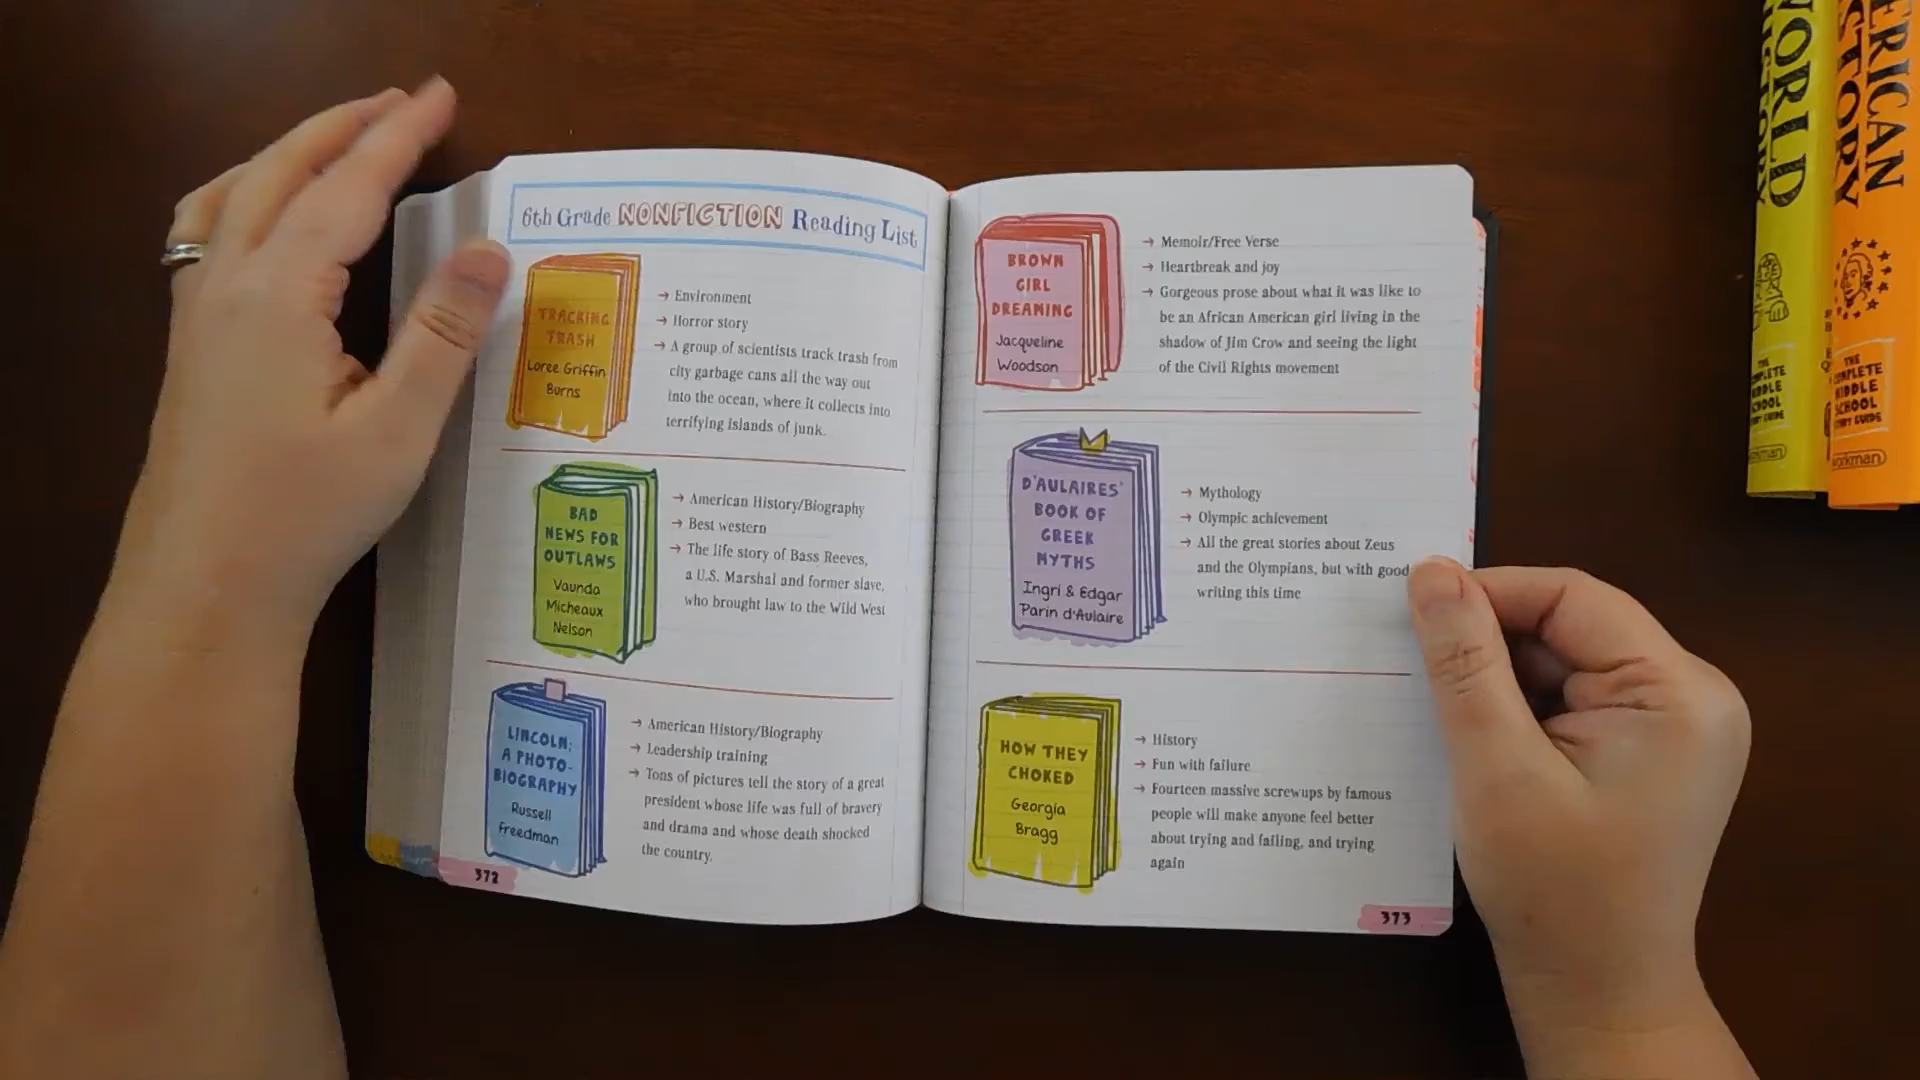 6th Grade NONFICTION Reading List
TRACKING
TRASH
Loree Griffin
Burns
→ Environment
→ Horror story
→ A group of scientists track trash from
city garbage cans all the way out
into the ocean, where it collects into
terrifying islands of junk.
BAD
NEWS FOR
OUTLAWS
Vaunda
Micheaux
Nelson
→ American History/Biography
→ Best western
→ The life story of Bass Reeves,
a U.S. Marshal and former slave,
who brought law to the Wild West
LINCOLN:
A PHOTO-
BIOGRAPHY
Russell
Freedman
→ American History/Biography
→ Leadership training
→ Tons of pictures tell the story of a great
president whose life was full of bravery
and drama and whose death shocked
the country.
372
BROWN
GIRL
DREAMING
Jacqueline
Woodson
→ Memoir/Free Verse
→ Heartbreak and joy
→ Gorgeous prose about what it was like to
be an African American girl living in the
shadow of Jim Crow and seeing the light
of the Civil Rights movement
D'AULAIRES'
BOOK OF
GREEK
MYTHS
Ingri & Edgar
Parin d'Aulaire
→ Mythology
→ Olympic achievement
→ All the great stories about Zeus
and the Olympians, but with good
writing this time
HOW THEY
CHOKED
Georgia
Bragg
→ History
→ Fun with failure
→ Fourteen massive screwups by famous
people will make anyone feel better
about trying and failing, and trying
again
373
WORLD
THE
SCHOOL
ERICAN
STORY
THE
MIDDLE
SCHOOL
workman